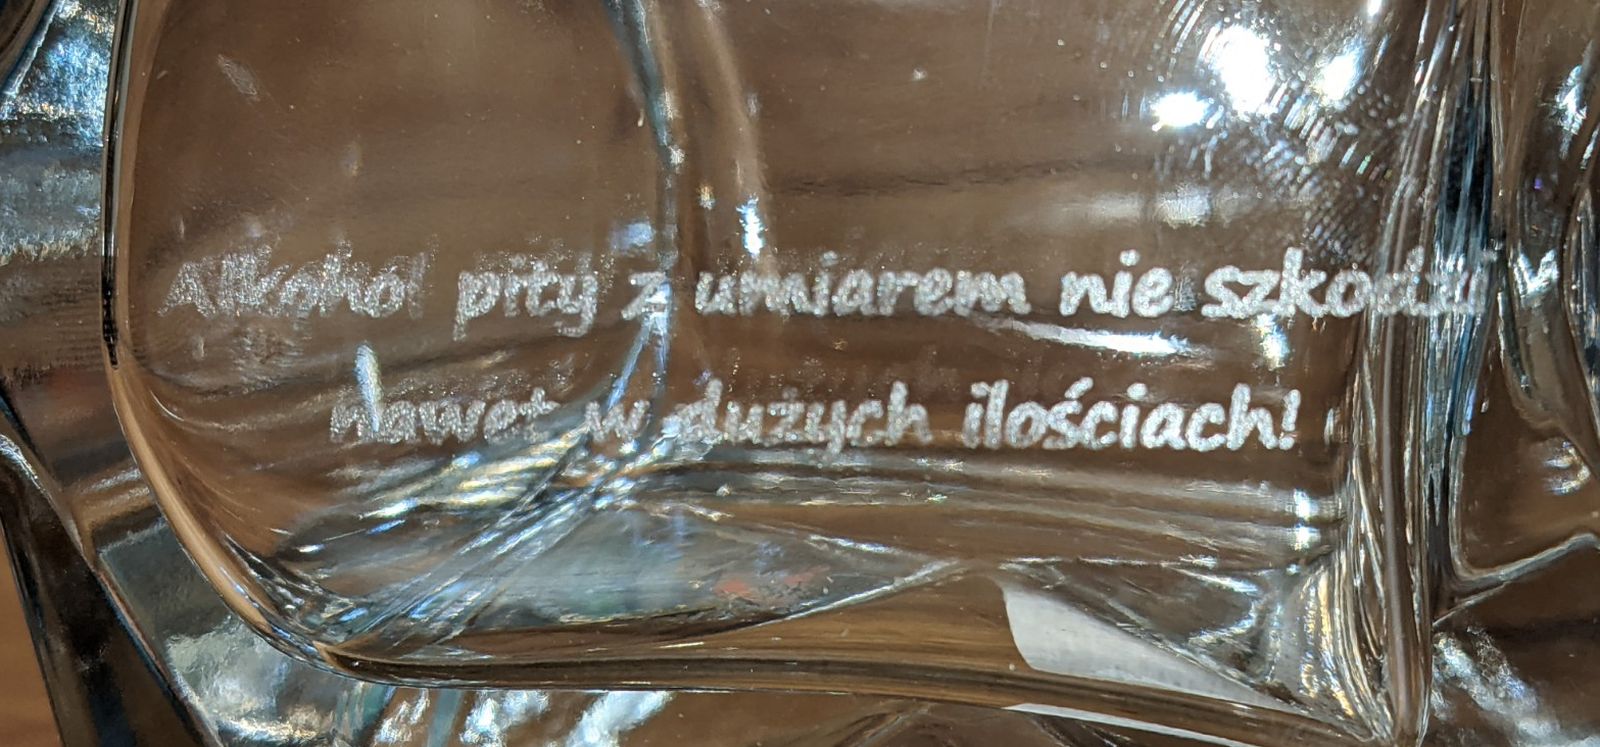 Alkohol pity z umiarem nie szkodzi
nawet w dużych ilościach!